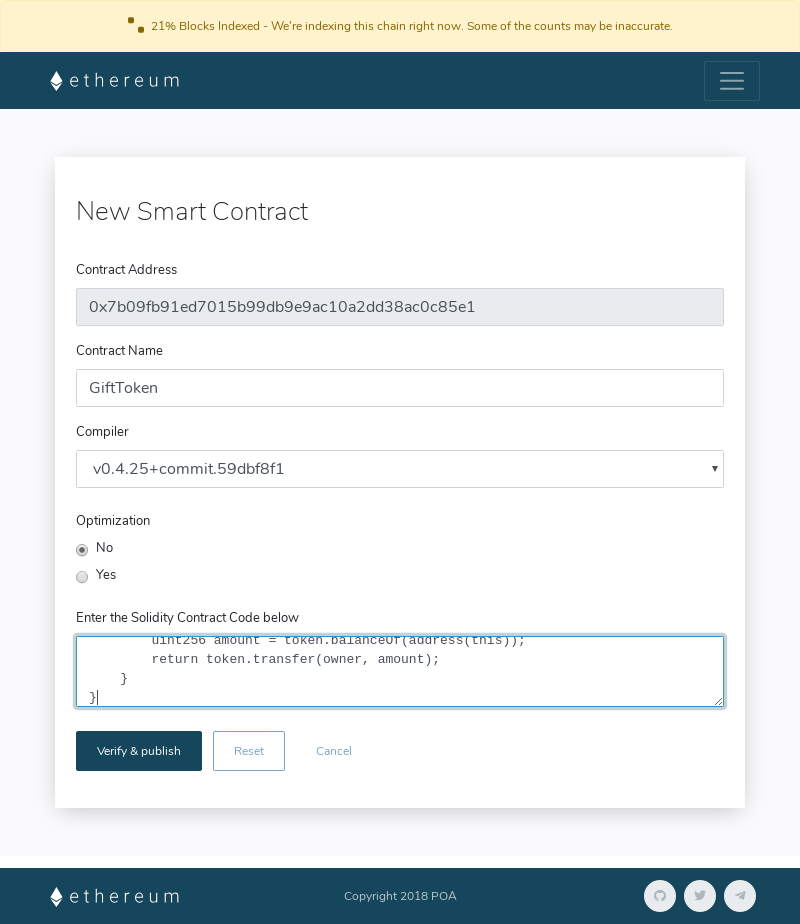 21% Blocks Indexed - We're indexing this chain right now. Some of the counts may be inaccurate.
ethereum
New Smart Contract
Contract Address
0x7b09fb91ed7015b99db9e9ac10a2dd38ac0c85e1
Contract Name
GiftToken
Compiler
v0.4.25+commit.59dbf8f1
Optimization
No
Yes
Enter the Solidity Contract Code below
uint256 amount = token.balanceOf(address(this));
return token.transfer(owner, amount);
}
}
Verify & publish Reset Cancel
ethereum Copyright 2018 POA